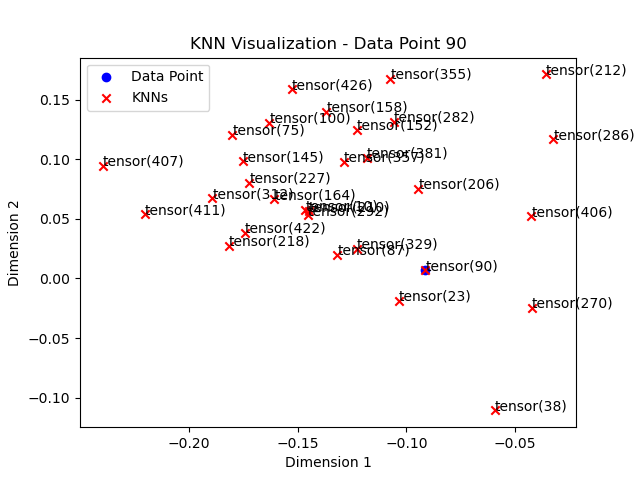 KNN Visualization - Data Point 90
Data Point
KNNs
tensor(212)
tensor(355)
tensor(426)
tensor(158)
tensor(282)
tensor(100)
tensor(152)
tensor(75)
tensor(286)
tensor(381)
tensor(357)
tensor(145)
tensor(407)
tensor(227)
tensor(206)
tensor(312)
tensor(164)
tensor(292)
tensor(411)
tensor(406)
tensor(422)
tensor(218)
tensor(329)
tensor(87)
tensor(90)
tensor(23)
tensor(270)
tensor(38)
0.15
0.10
0.05
0.00
−0.05
−0.10
Dimension 2
−0.20
−0.15
−0.10
−0.05
Dimension 1